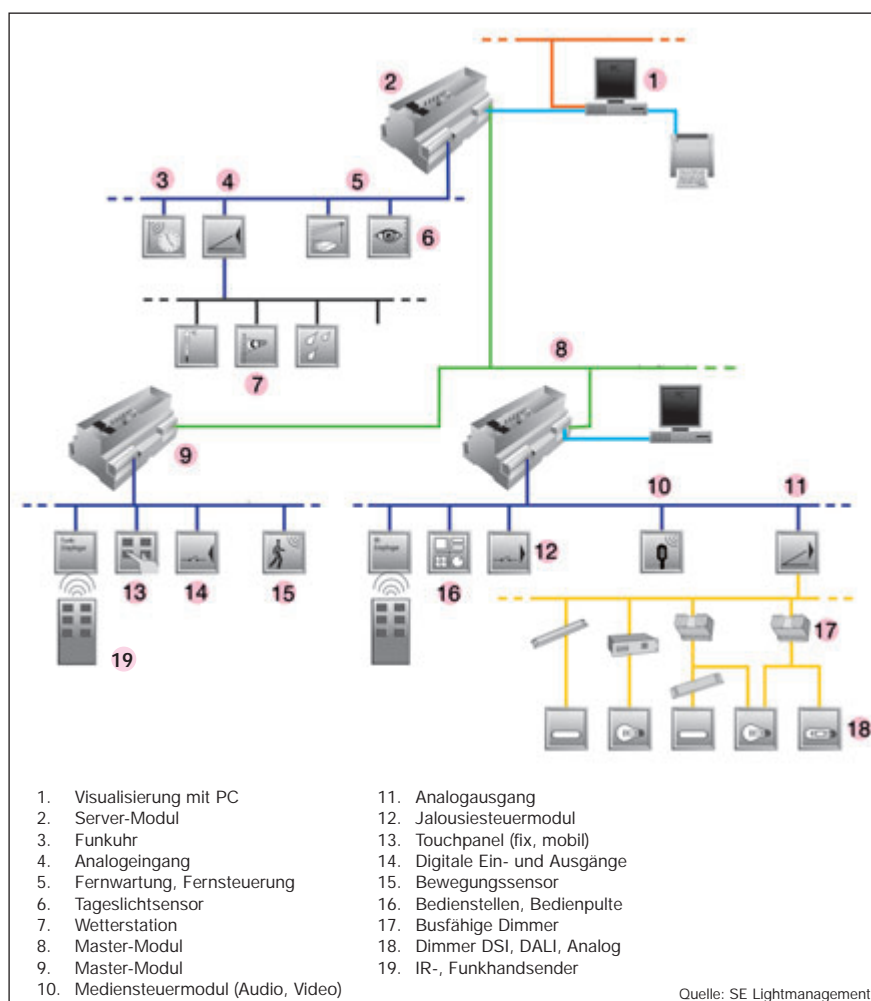 1
2
3
4
5
6
7
8
9
10
11
12
13
14
15
16
17
18
19
1. Visualisierung mit PC
2. Server-Modul
3. Funkuhr
4. Analogeingang
5. Fernwartung, Fernsteuerung
6. Tageslichtsensor
7. Wetterstation
8. Master-Modul
9. Master-Modul
10. Mediensteuermodul (Audio, Video)
11. Analogausgang
12. Jalousiesteuermodul
13. Touchpanel (fix, mobil)
14. Digitale Ein- und Ausgänge
15. Bewegungssensor
16. Bedienstellen, Bedienpulte
17. Busfähige Dimmer
18. Dimmer DSI, DALI, Analog
19. IR-, Funkhandsender
Quelle: SE Lightmanagement